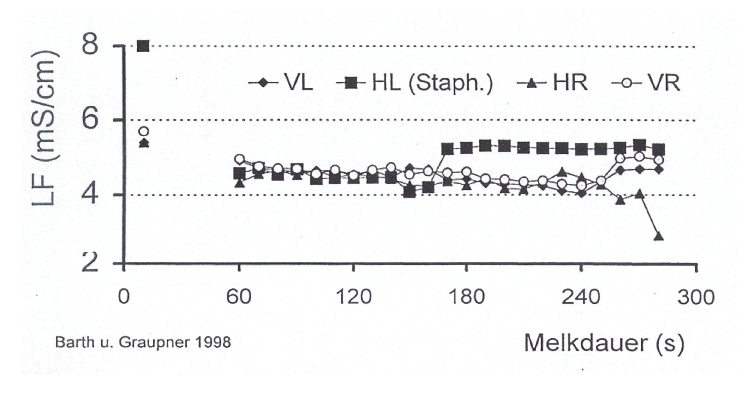 LF (mS/cm)
8
6
4
2
VL HL (Staph.) HR VR
0 60 120 180 240 300
Barth u. Graupner 1998
Melkdauer (s)